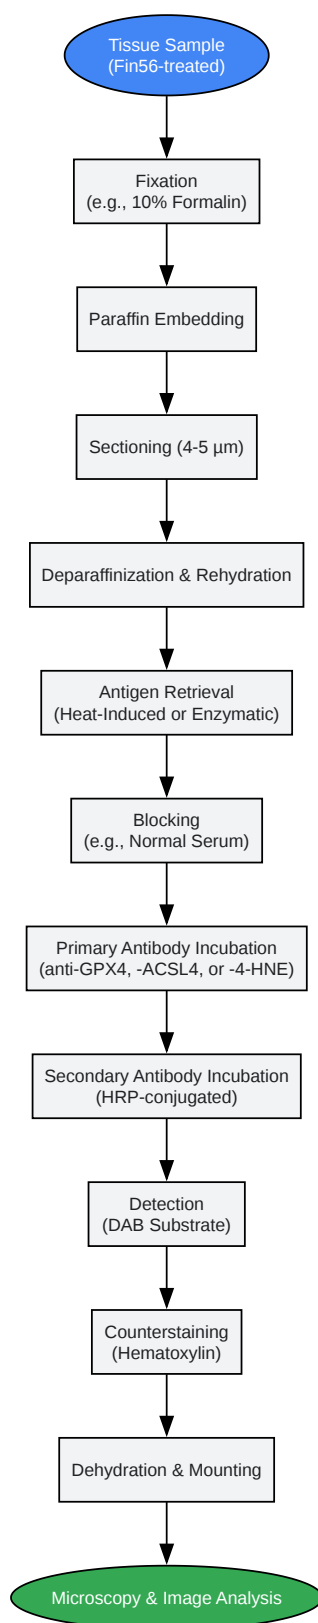 Tissue Sample
(Fin56-treated)
Fixation
(e.g., 10% Formalin)
Paraffin Embedding
Sectioning (4-5 µm)
Deparaffinization & Rehydration
Antigen Retrieval
(Heat-Induced or Enzymatic)
Blocking
(e.g., Normal Serum)
Primary Antibody Incubation
(anti-GPX4, -ACSL4, or -4-HNE)
Secondary Antibody Incubation
(HRP-conjugated)
Detection
(DAB Substrate)
Counterstaining
(Hematoxylin)
Dehydration & Mounting
Microscopy & Image Analysis